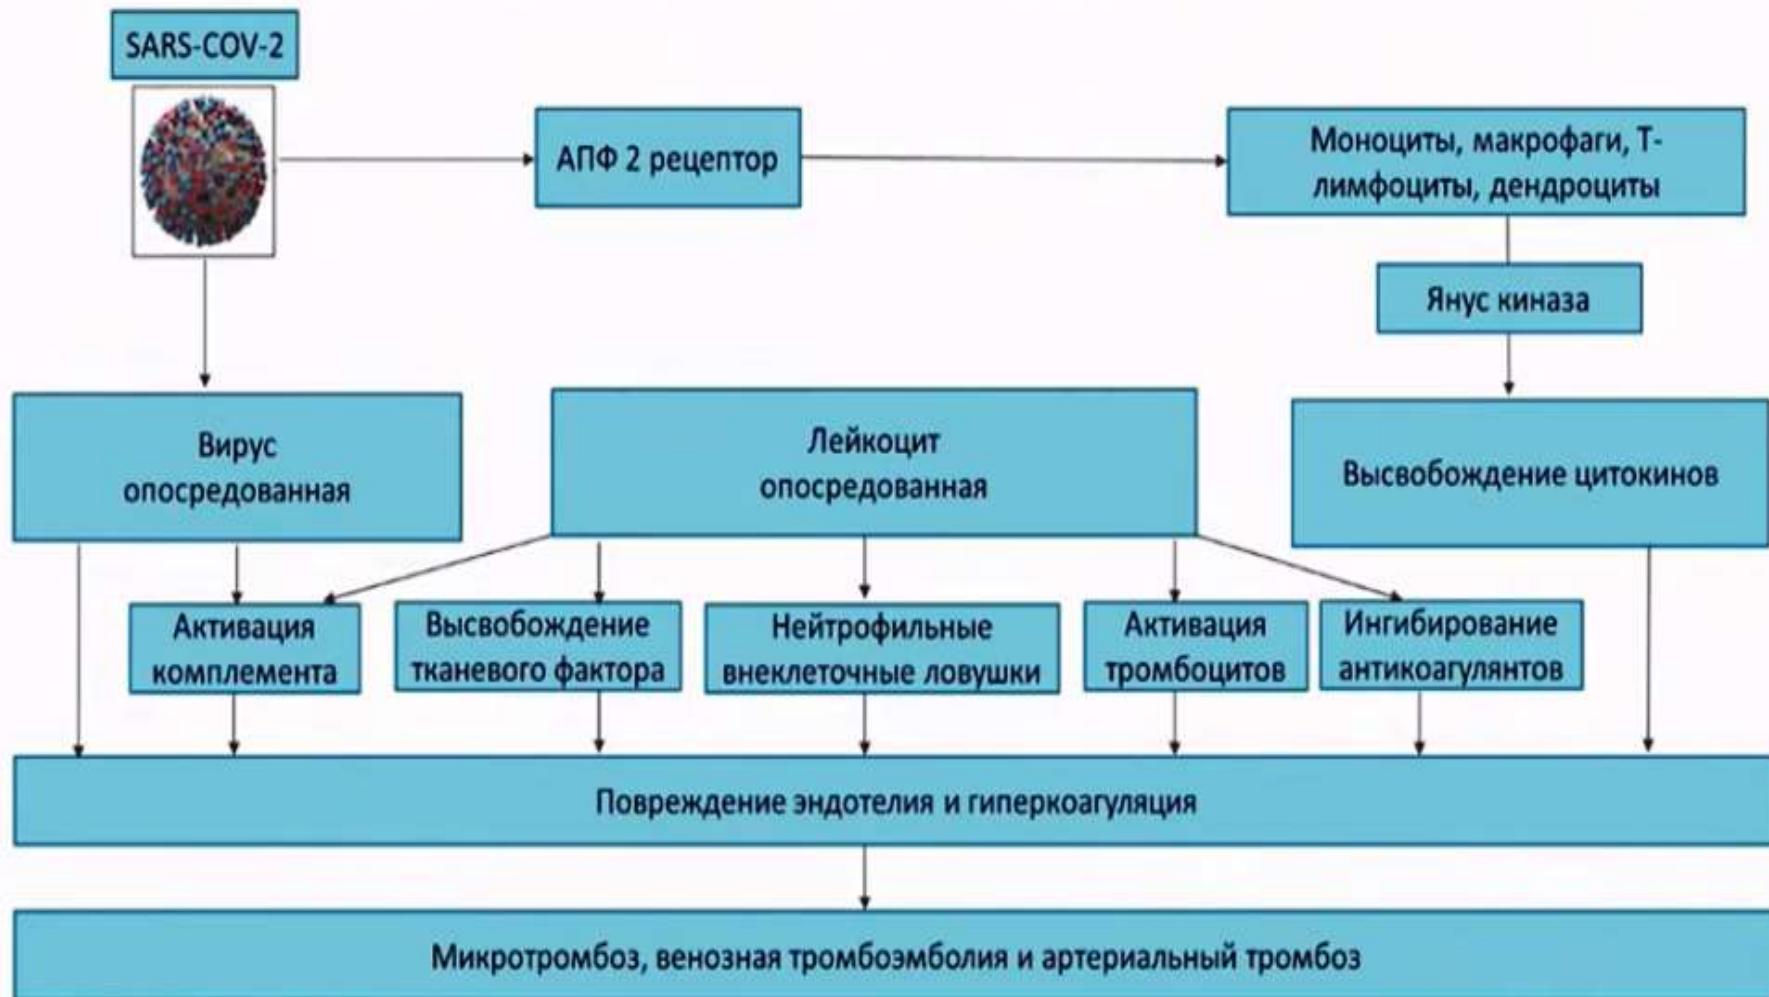 SARS-COV-2
АПФ 2 рецептор
Моноциты, макрофаги, Т-
лимфоциты, дендроциты
Янус киназа
Вирус
опосредованная
Лейкоцит
опосредованная
Высвобождение цитокинов
Активация
комплемента
Высвобождение
тканевого фактора
Нейтрофильные
внеклеточные ловушки
Активация
тромбоцитов
Ингибирование
антикоагулянтов
Повреждение эндотелия и гиперкоагуляция
Микротромбоз, венозная тромбоэмболия и артериальный тромбоз